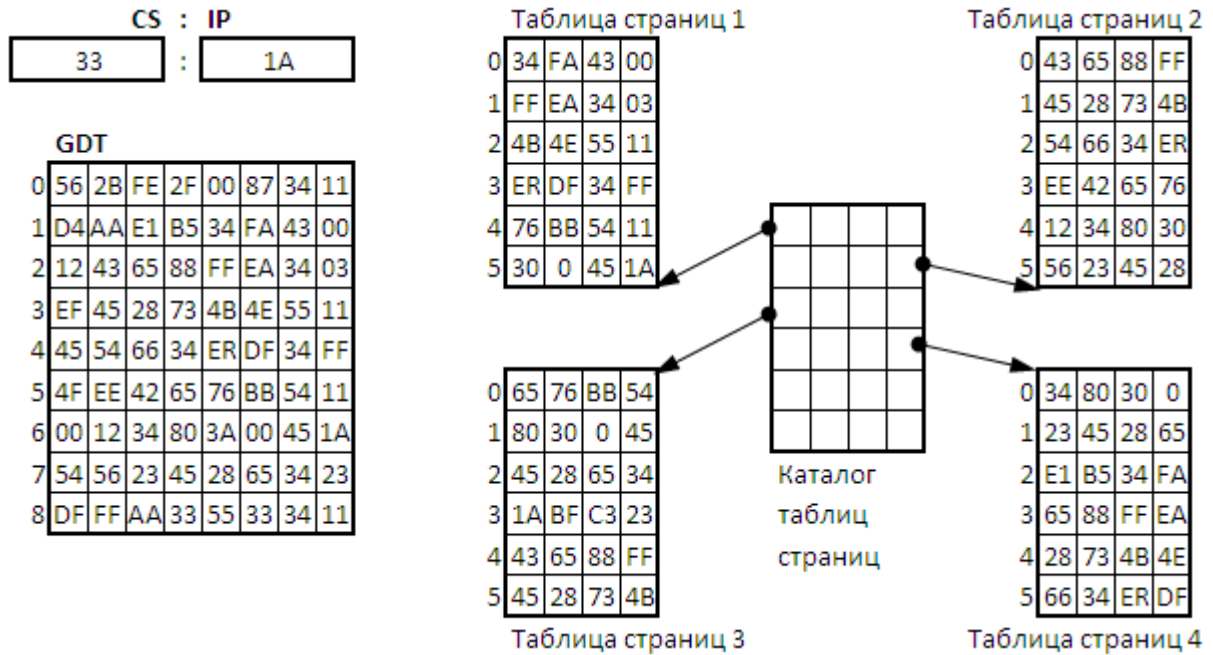 CS : IP
33 : 1A
GDT
0 56 2B FE 2F 00 87 34 11
1 D4 AA E1 B5 34 FA 43 00
2 12 43 65 88 FF EA 34 03
3 EF 45 28 73 4B 4E 55 11
4 45 54 66 34 ER DF 34 FF
5 4F EE 42 65 76 BB 54 11
6 00 12 34 80 3A 00 45 1A
7 54 56 23 45 28 65 34 23
8 DF FF AA 33 55 33 34 11
Таблица страниц 1
0 34 FA 43 00
1 FF EA 34 03
2 4B 4E 55 11
3 ER DF 34 FF
4 76 BB 54 11
5 30 0 45 1A
Таблица страниц 2
0 43 65 88 FF
1 45 28 73 4B
2 54 66 34 ER
3 EE 42 65 76
4 12 34 80 30
5 56 23 45 28
0 65 76 BB 54
1 80 30 0 45
2 45 28 65 34
3 1A BF C3 23
4 43 65 88 FF
5 45 28 73 4B
Таблица страниц 3
Каталог
таблиц
страниц
0 34 80 30 0
1 23 45 28 65
2 E1 B5 34 FA
3 65 88 FF EA
4 28 73 4B 4E
5 66 34 ER DF
Таблица страниц 4